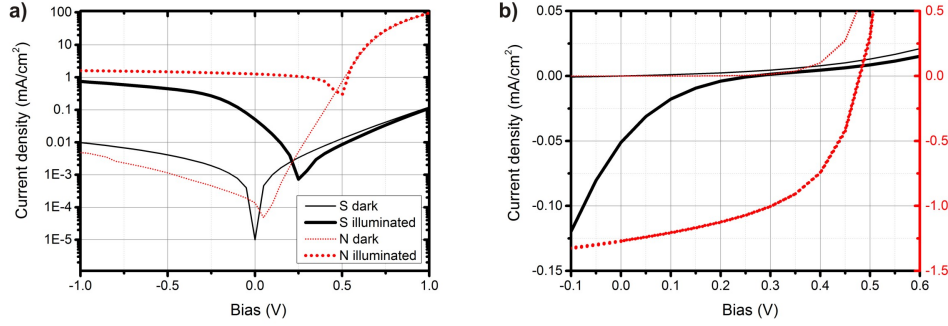 a)
Current density (mA/cm²)
100
10
1
0.1
0.01
1E-3
1E-4
1E-5
-1.0
-0.5
0.0
0.5
1.0
Bias (V)
S dark
S illuminated
N dark
N illuminated
b)
Current density (mA/cm²)
0.05
0.00
-0.05
-0.10
-0.15
-0.1
0.0
0.1
0.2
0.3
0.4
0.5
0.6
Bias (V)
0.5
0.0
-0.5
-1.0
-1.5